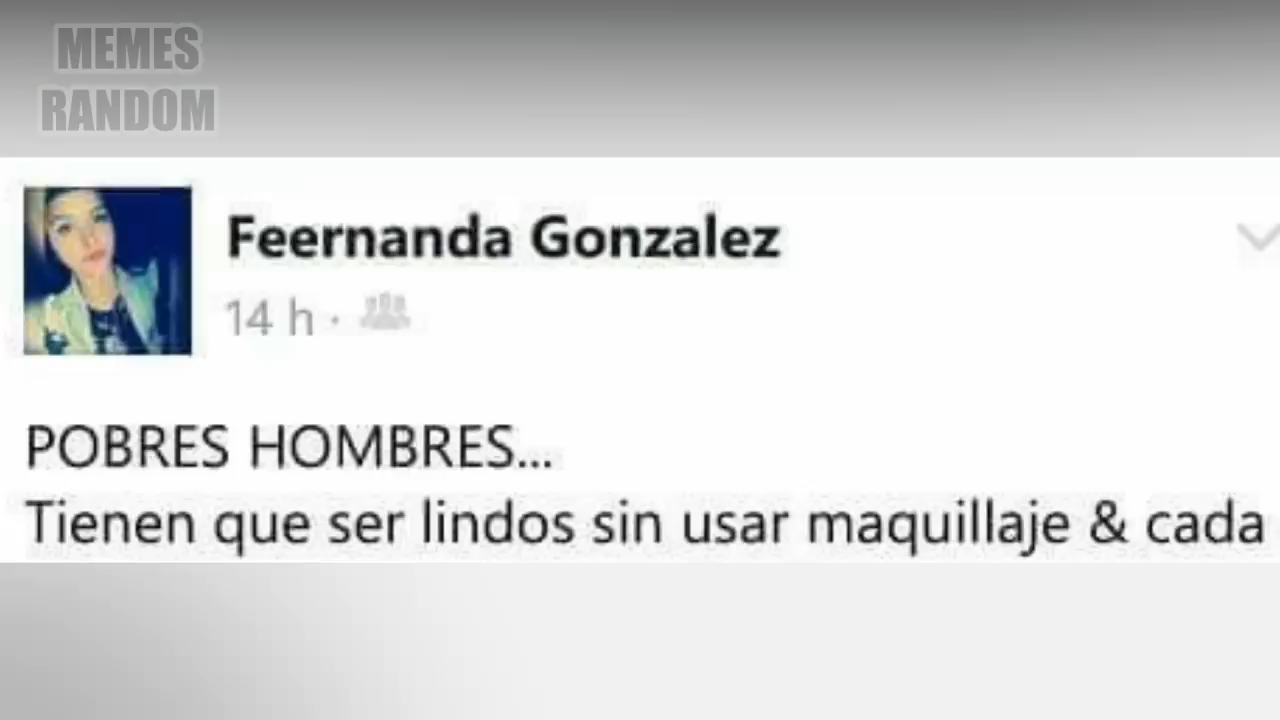 MEMES
RANDOM
Feernanda Gonzalez
14 h ·
POBRES HOMBRES...
Tienen que ser lindos sin usar maquillaje & cada